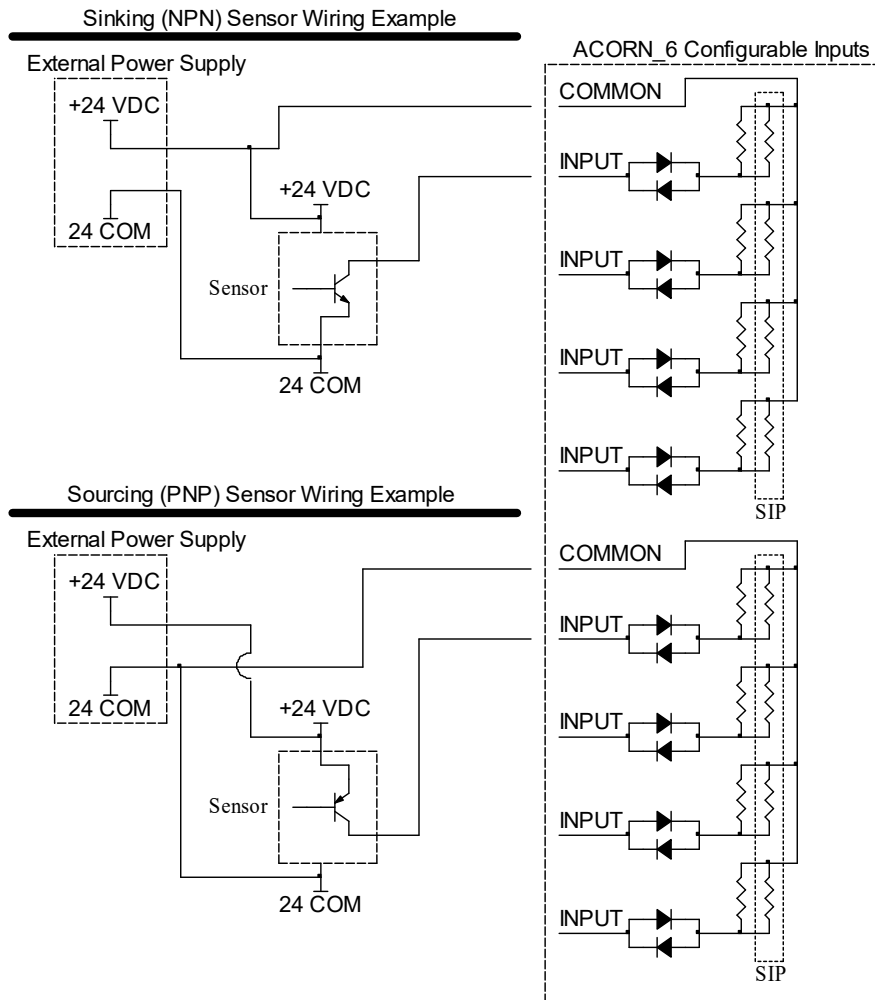 Sinking (NPN) Sensor Wiring Example
External Power Supply
+24 VDC
24 COM
+24 VDC
Sensor
24 COM
ACORN_6 Configurable Inputs
COMMON
INPUT
INPUT
INPUT
INPUT
SIP
Sourcing (PNP) Sensor Wiring Example
External Power Supply
+24 VDC
24 COM
+24 VDC
Sensor
24 COM
COMMON
INPUT
INPUT
INPUT
INPUT
SIP